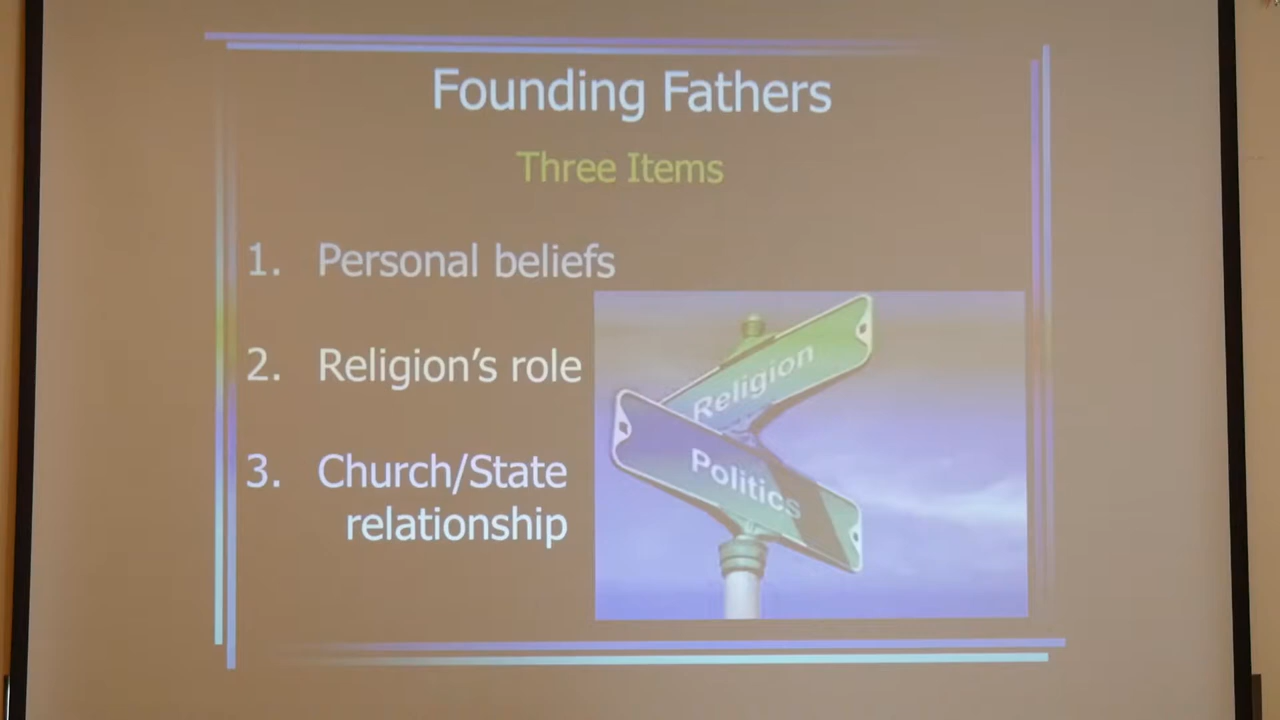 Founding Fathers
Three Items
1. Personal beliefs
2. Religion's role
3. Church/State
relationship
Religion
Politics